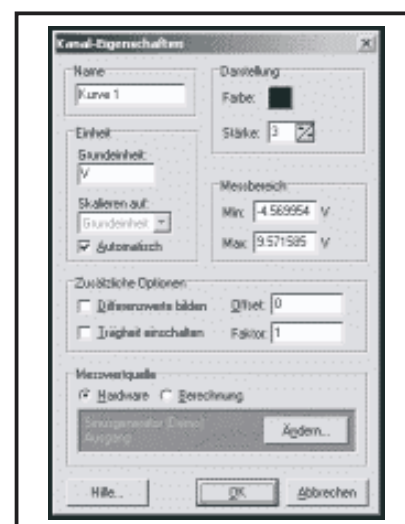 Kanal-Eigenschaften
Name
Kurve 1
Darstellung
Farbe:
Stärke: 3
Einheit
Grundeinheit:
V
Skalieren auf:
Grundeinheit
Automatisch
Messbereich
Min: -4.569954 V
Max: 9.571585 V
Zusätzliche Optionen
Differenzwerte bilden
Offset: 0
Trägheit einschalten
Faktor: 1
Messwertquelle
Hardware Berechnung
Sinusgenerator (Demo)
Ausgang
Ändern...
Hilfe... OK Abbrechen